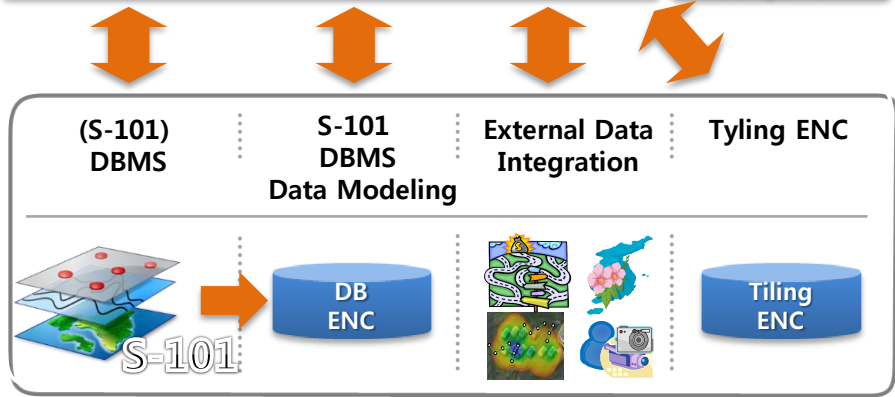 (S-101)
DBMS
S-101
DBMS
Data Modeling
External Data
Integration
Tyling ENC
S-101
DB
ENC
Tiling
ENC